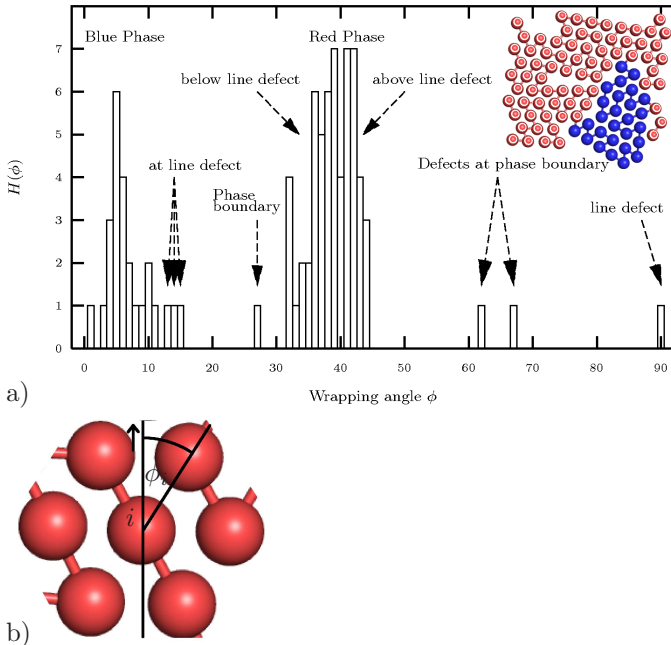 Blue Phase
Red Phase
below line defect
above line defect
at line defect
Phase
boundary
Defects at phase boundary
line defect
H(ϕ)
7
6
5
4
3
2
1
0
0 10 20 30 40 50 60 70 80 90
Wrapping angle ϕ
a)
ϕi
i
b)